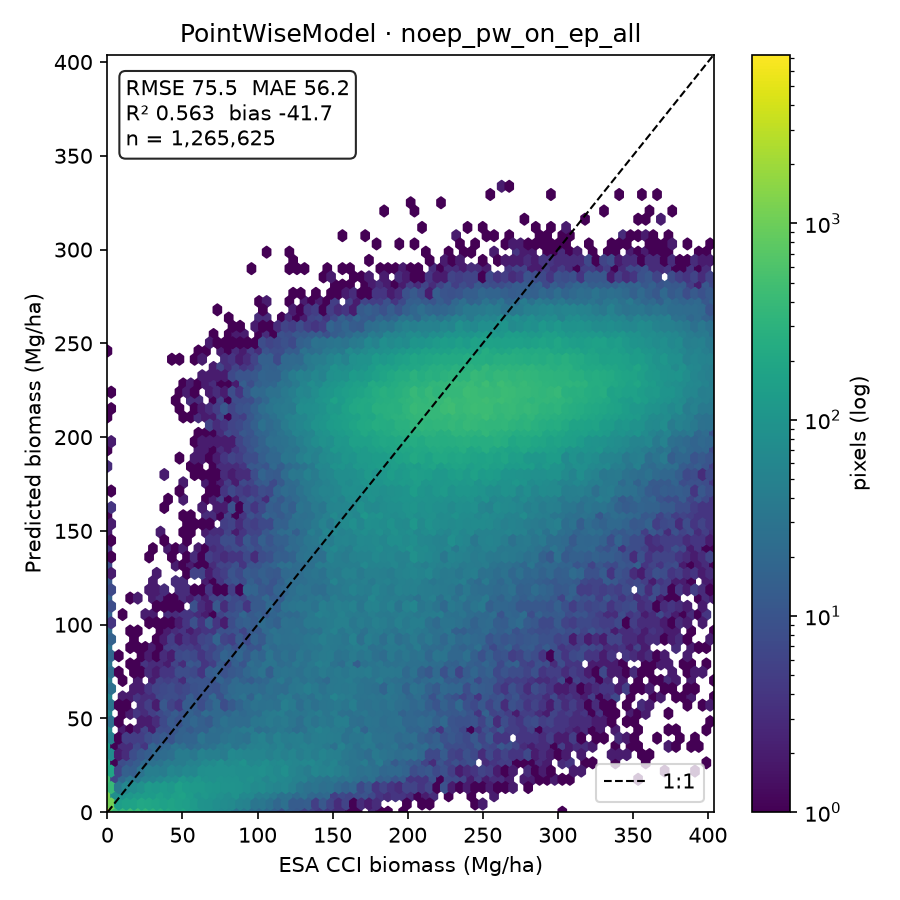 PointWiseModel · noep_pw_on_ep_all
RMSE 75.5  MAE 56.2
R² 0.563  bias -41.7
n = 1,265,625
400
350
300
250
200
150
100
50
0
Predicted biomass (Mg/ha)
0 50 100 150 200 250 300 350 400
ESA CCI biomass (Mg/ha)
1:1
10³
10²
10¹
10⁰
pixels (log)